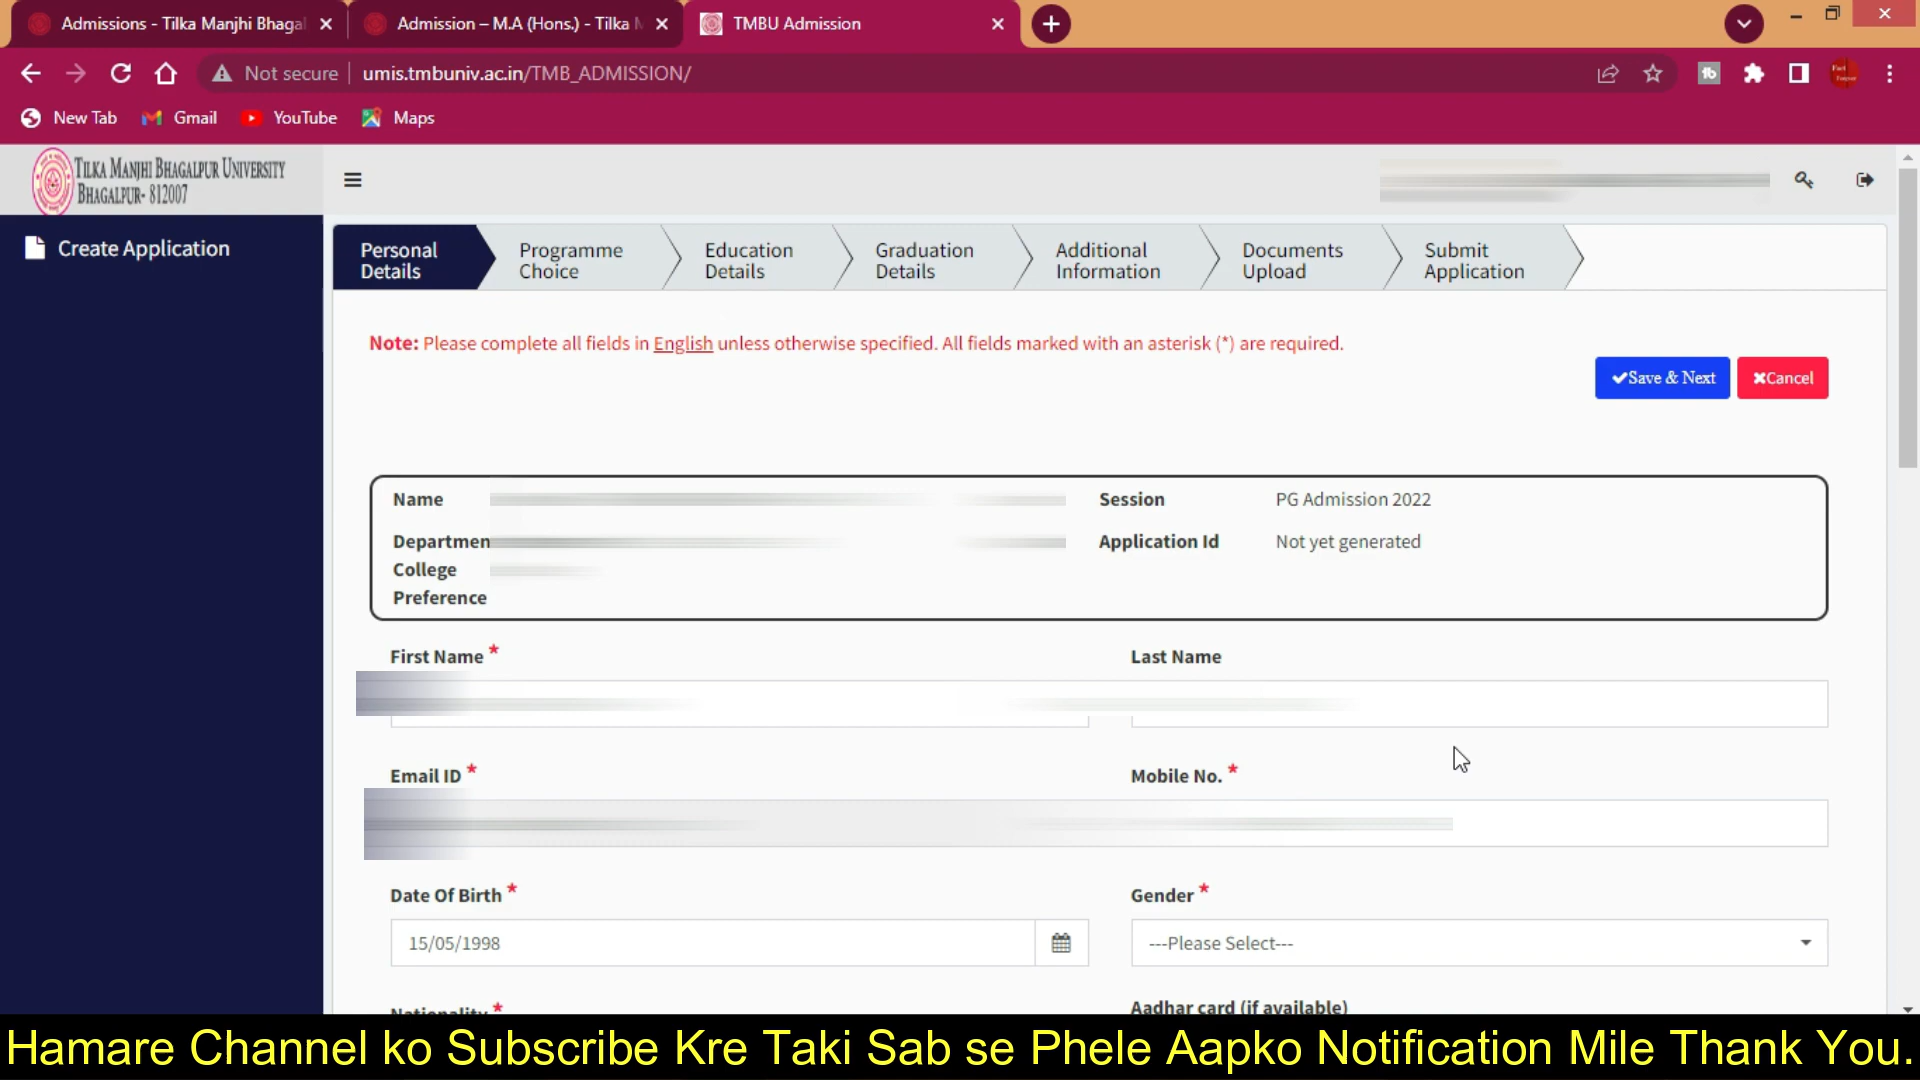 Admissions - Tilka Manjhi Bhagal
Admission – M.A (Hons.) - Tilka M
TMBU Admission
Not secure
umis.tmbuniv.ac.in/TMB_ADMISSION/
New Tab
Gmail
YouTube
Maps
TILKA MANJHI BHAGALPUR UNIVERSITY
BHAGALPUR- 812007
Create Application
Personal Details
Programme Choice
Education Details
Graduation Details
Additional Information
Documents Upload
Submit Application
Note: Please complete all fields in English unless otherwise specified. All fields marked with an asterisk (*) are required.
Save & Next
Cancel
Name
Session PG Admission 2022
Departmen
Application Id Not yet generated
College
Preference
First Name *
Last Name
Email ID *
Mobile No. *
Date Of Birth *
Gender *
15/05/1998
---Please Select---
Nationality *
Aadhar card (if available)
Hamare Channel ko Subscribe Kre Taki Sab se Phele Aapko Notification Mile Thank You.